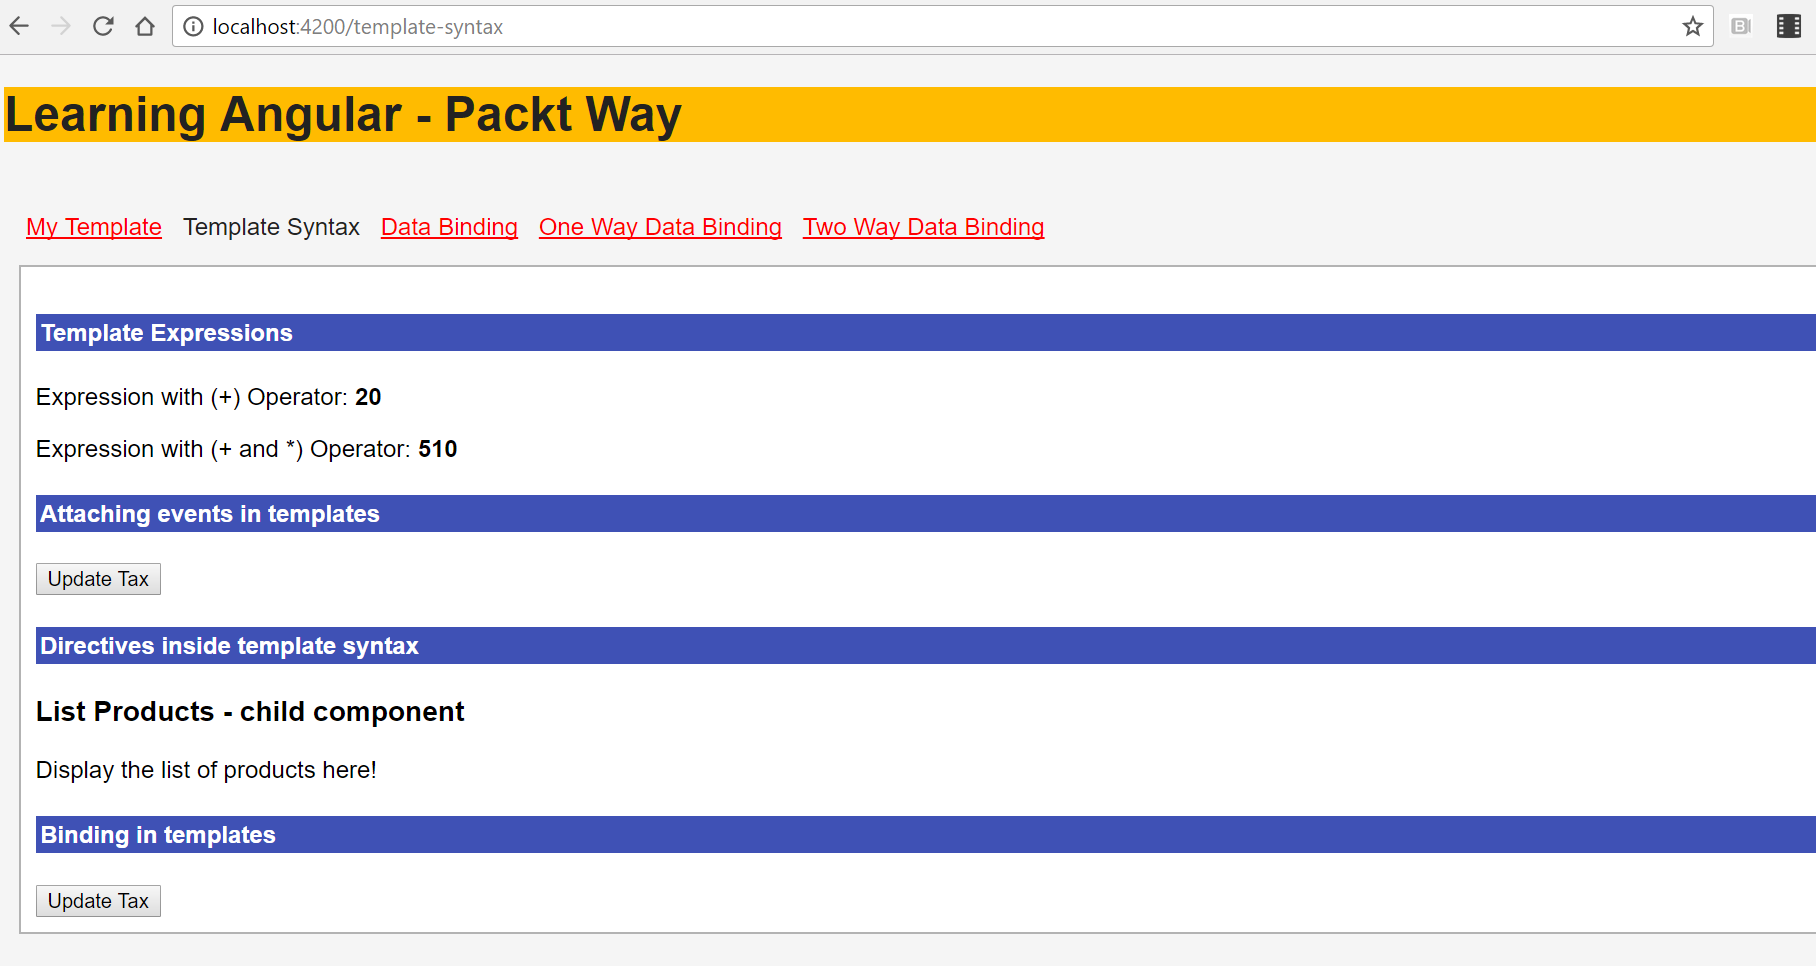 localhost:4200/template-syntax
Learning Angular - Packt Way
My Template Template Syntax Data Binding One Way Data Binding Two Way Data Binding
Template Expressions
Expression with (+) Operator: 20
Expression with (+ and *) Operator: 510
Attaching events in templates
Update Tax
Directives inside template syntax
List Products - child component
Display the list of products here!
Binding in templates
Update Tax